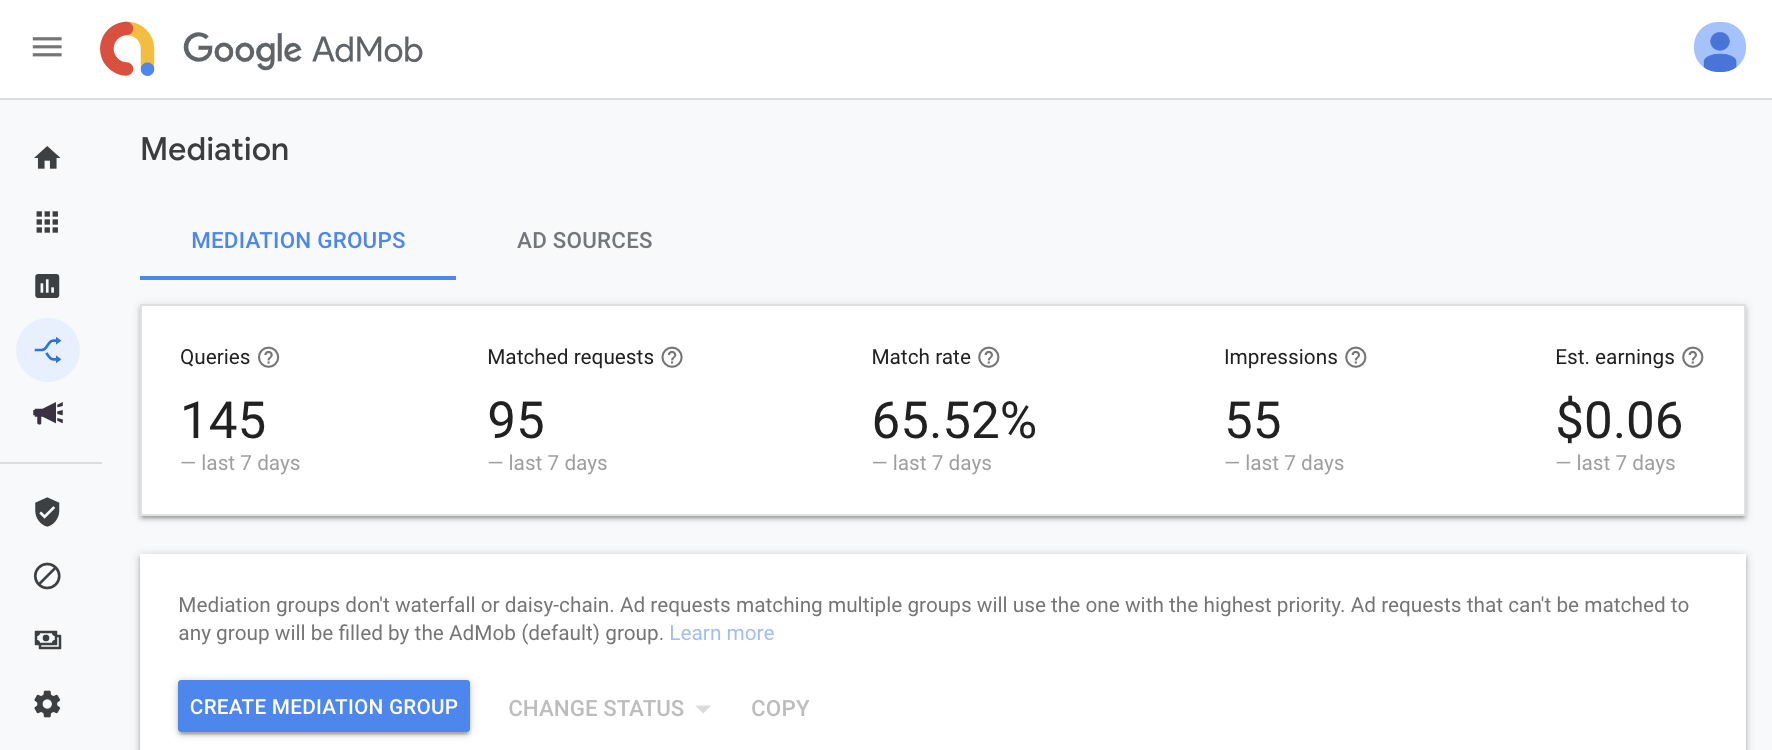 Google AdMob
Mediation
MEDIATION GROUPS AD SOURCES
Queries Matched requests Match rate Impressions Est. earnings
145 95 65.52% 55 $0.06
— last 7 days — last 7 days — last 7 days — last 7 days — last 7 days
Mediation groups don't waterfall or daisy-chain. Ad requests matching multiple groups will use the one with the highest priority. Ad requests that can't be matched to
any group will be filled by the AdMob (default) group. Learn more
CREATE MEDIATION GROUP CHANGE STATUS COPY